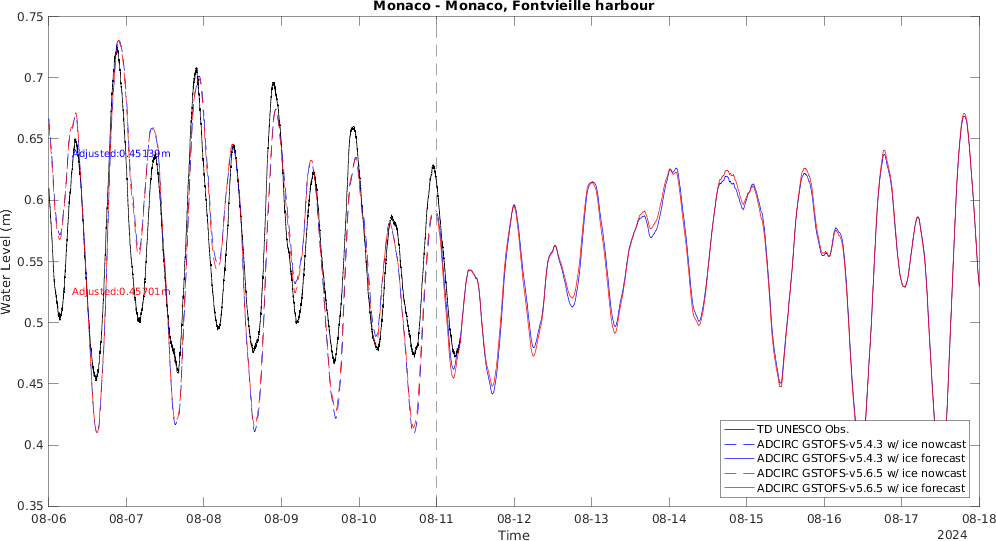 Monaco - Monaco, Fontvieille harbour
0.75
0.7
0.65
0.6
0.55
0.5
0.45
0.4
0.35
Water Level (m)
Adjusted:0.45139m
Adjusted:0.45701m
TD UNESCO Obs.
ADCIRC GSTOFS-v5.4.3 w/ ice nowcast
ADCIRC GSTOFS-v5.4.3 w/ ice forecast
ADCIRC GSTOFS-v5.6.5 w/ ice nowcast
ADCIRC GSTOFS-v5.6.5 w/ ice forecast
08-06 08-07 08-08 08-09 08-10 08-11 08-12 08-13 08-14 08-15 08-16 08-17 08-18
Time
2024